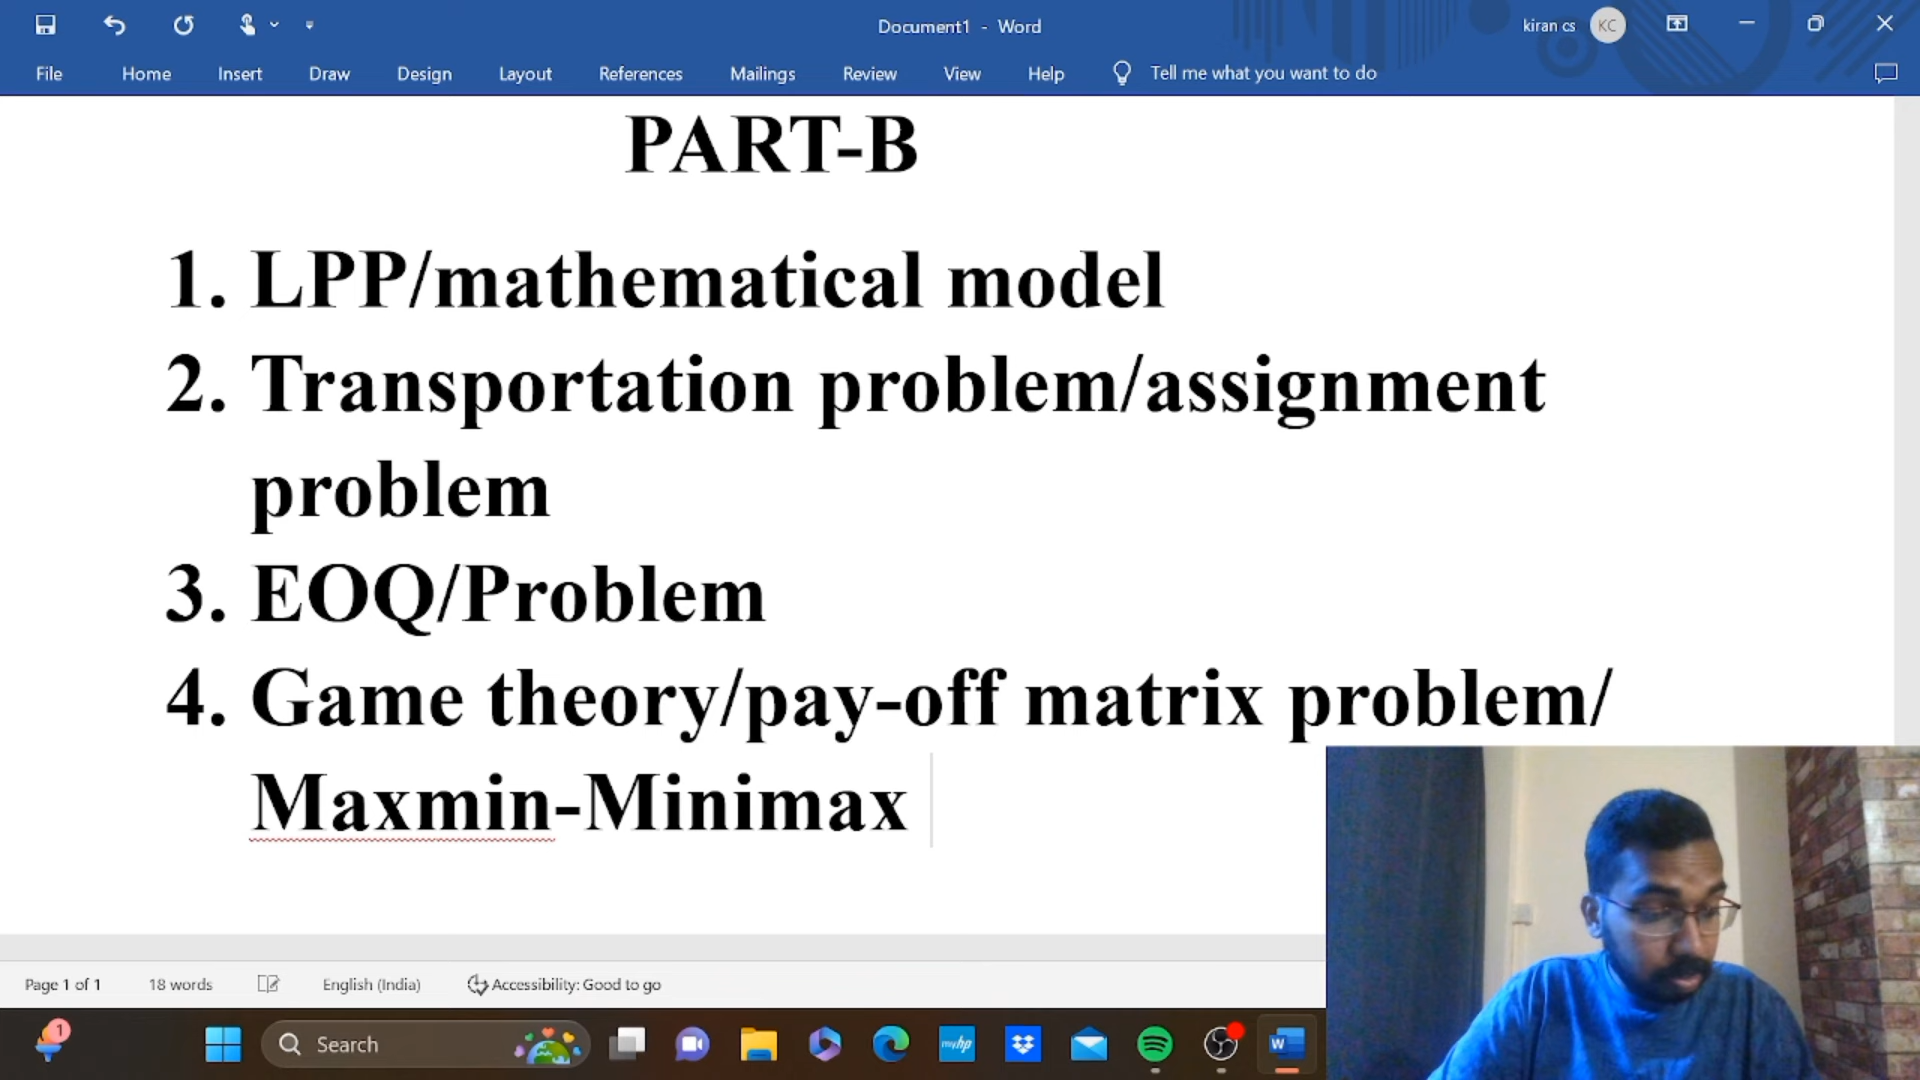 Document1 - Word
kiran cs KC
File Home Insert Draw Design Layout References Mailings Review View Help Tell me what you want to do
PART-B
1. LPP/mathematical model
2. Transportation problem/assignment
problem
3. EOQ/Problem
4. Game theory/pay-off matrix problem/
Maxmin-Minimax
Page 1 of 1 18 words English (India) Accessibility: Good to go
1 Search myhp W